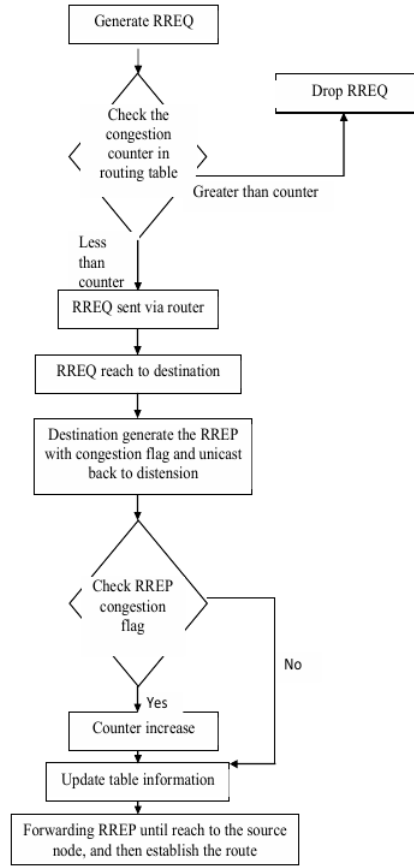 Generate RREQ
Drop RREQ
Check the
congestion
counter in
routing table
Greater than counter
Less
than
counter
RREQ sent via router
RREQ reach to destination
Destination generate the RREP
with congestion flag and unicast
back to distension
Check RREP
congestion
flag
No
Yes
Counter increase
Update table information
Forwarding RREP until reach to the source
node, and then establish the route